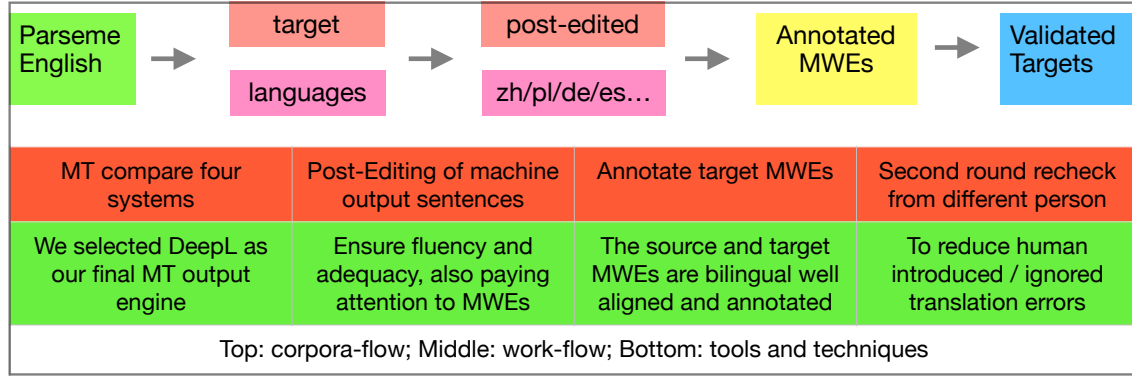 Parseme
English
target
languages
post-edited
zh/pl/de/es…
Annotated
MWEs
Validated
Targets
MT compare four
systems
Post-Editing of machine
output sentences
Annotate target MWEs
Second round recheck
from different person
We selected DeepL as
our final MT output
engine
Ensure fluency and
adequacy, also paying
attention to MWEs
The source and target
MWEs are bilingual well
aligned and annotated
To reduce human
introduced / ignored
translation errors
Top: corpora-flow; Middle: work-flow; Bottom: tools and techniques